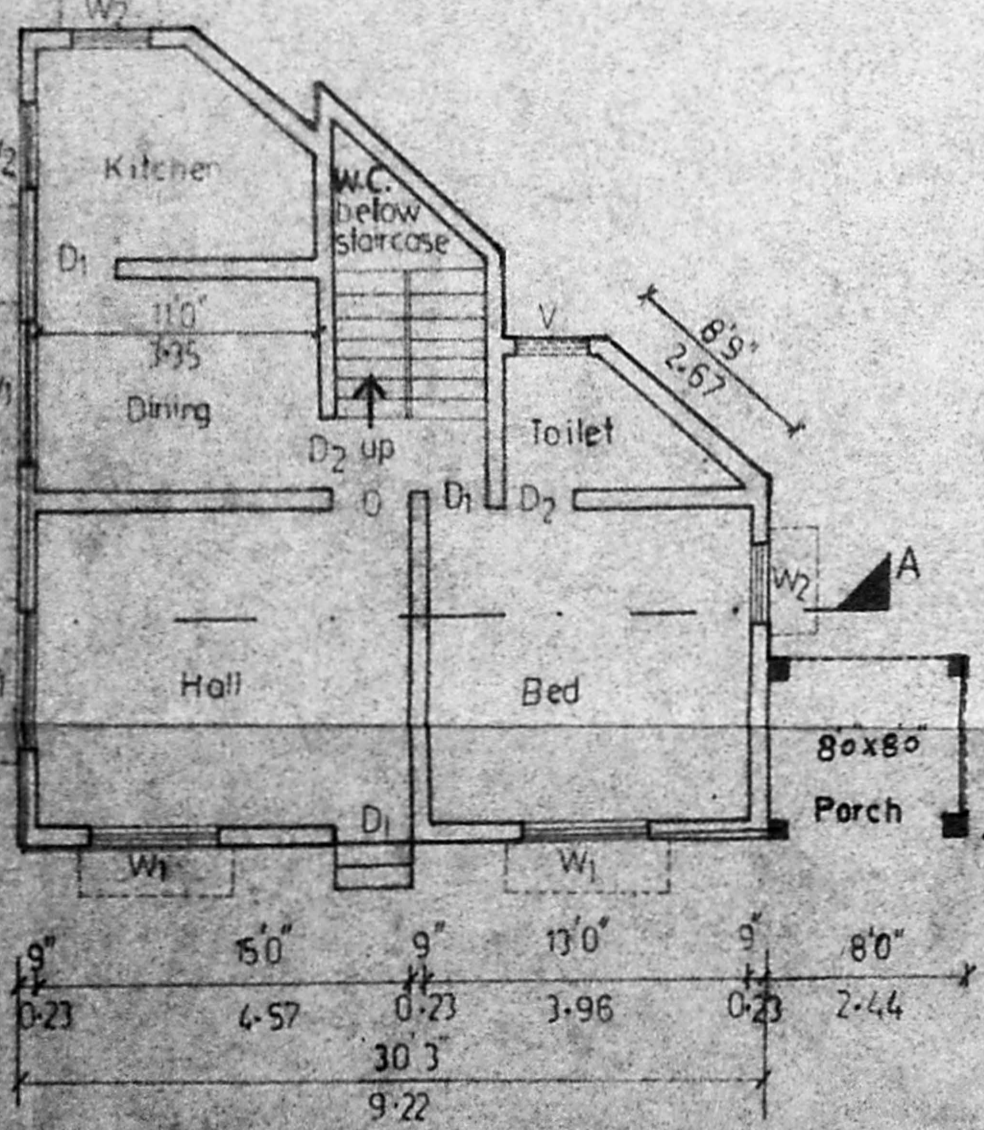 W2
Kitchen
W.C.
below
staircase
D1
11'0"
3.35
V
8'9"
2.67
Dining
Toilet
D2 up
O
D1
D2
W2
A
Hall
Bed
8'0"x8'0"
Porch
D1
W1
W1
9"
15'0"
9"
13'0"
9"
8'0"
0.23
4.57
0.23
3.96
0.23
2.44
30'3"
9.22